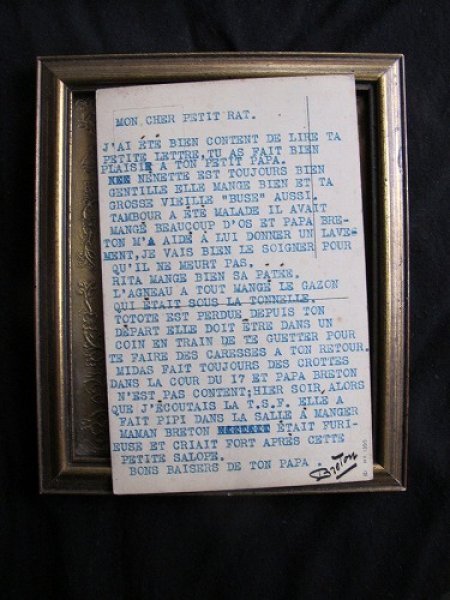 MON CHER PETIT RAT.
J'AI ÉTÉ BIEN CONTENT DE LIRE TA
PETITE LETTRE, TU AS FAIT BIEN
PLAISIR A TON PETIT PAPA.
NENETTE EST TOUJOURS BIEN
GENTILLE ELLE MANGE BIEN ET TA
GROSSE VIEILLE "BUSE" AUSSI.
TAMBOUR A ÉTÉ MALADE IL AVAIT
MANGÉ BEAUCOUP D'OS ET PAPA BRE-
TON M'A AIDÉ A LUI DONNER UN LAVE-
MENT, JE VAIS BIEN LE SOIGNER POUR
QU'IL NE MEURT PAS.
RITA MANGE BIEN SA PATÉE.
L'AGNEAU A TOUT MANGÉ LE GAZON
QUI ÉTAIT SOUS LA TONNELLE.
TOTOTE EST PERDUE DEPUIS TON
DÉPART ELLE DOIT ÊTRE DANS UN
COIN EN TRAIN DE TE GUETTER POUR
TE FAIRE DES CARESSES A TON RETOUR.
MIDAS FAIT TOUJOURS DES CROTTES
DANS LA COUR DU 17 ET PAPA BRETON
N'EST PAS CONTENT; HIER SOIR, ALORS
QUE J'ÉCOUTAIS LA T.S.F. ELLE A
FAIT PIPI DANS LA SALLE À MANGER
MAMAN BRETON ÉTAIT FURI-
EUSE ET CRIAIT FORT APRÈS CETTE
PETITE SALOPE.
BONS BAISERS DE TON PAPA.
Breton